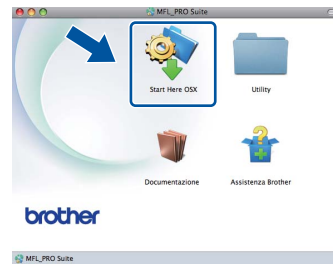 MFL_PRO Suite
Start Here OSX
Utility
Documentazione
Assistenza Brother
brother
MFL_PRO Suite